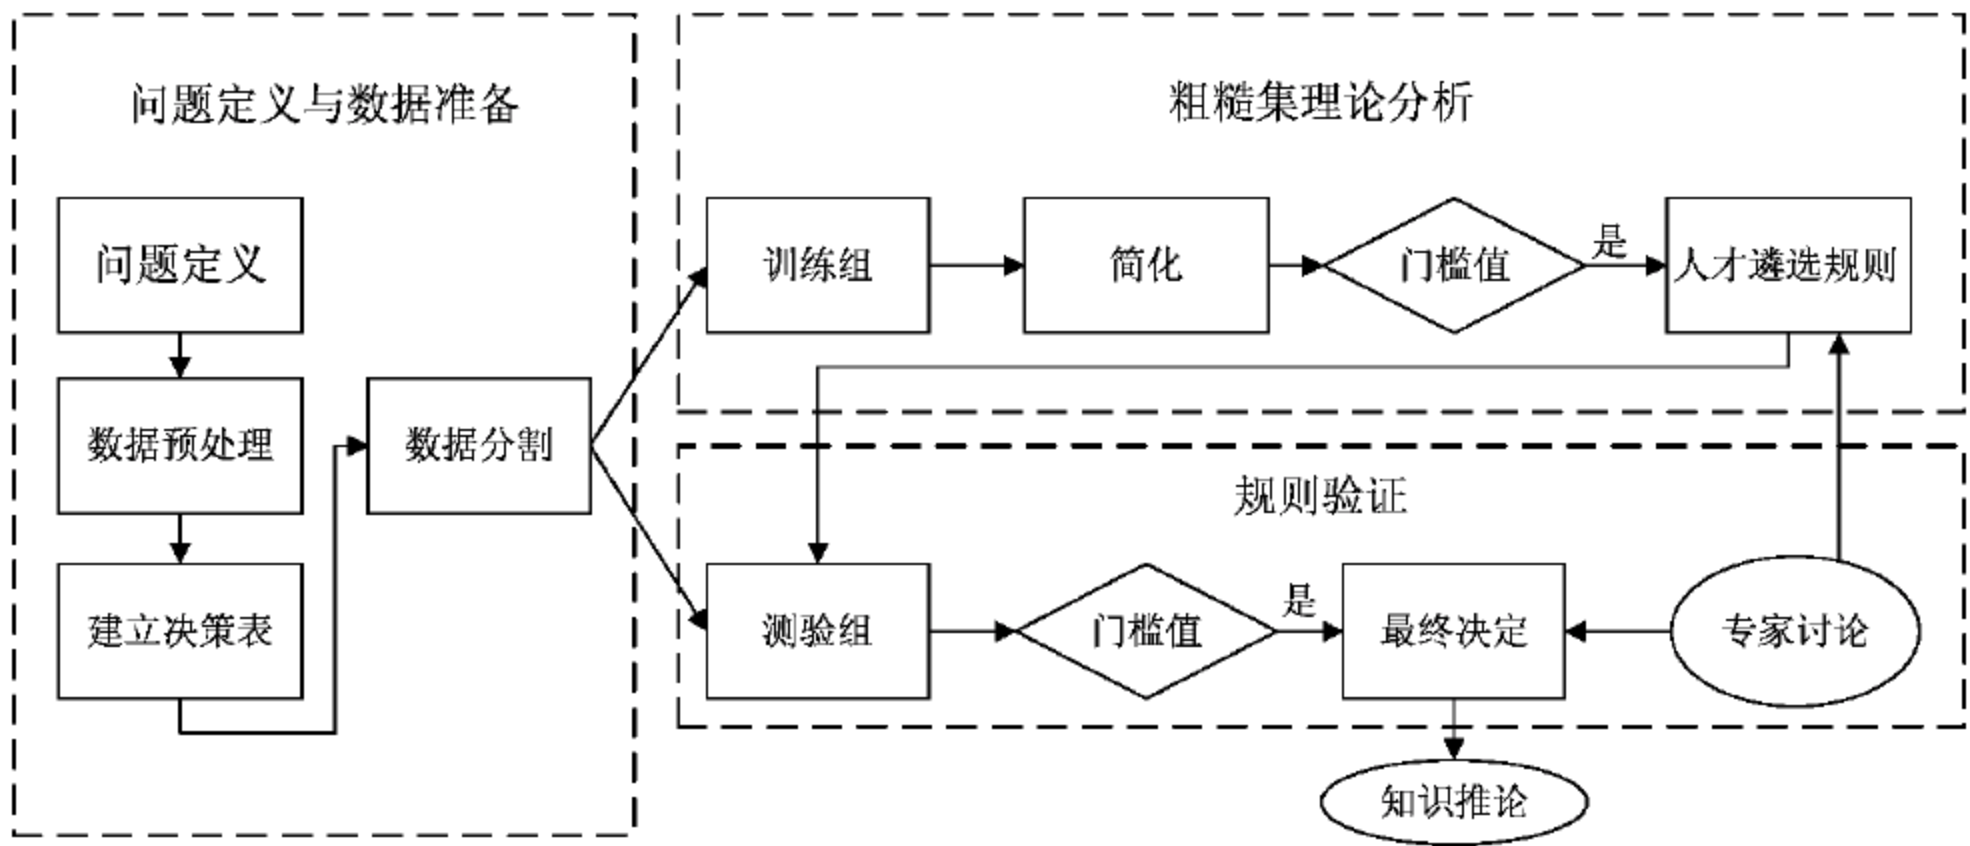 问题定义与数据准备
问题定义
数据预处理
建立决策表
数据分割
粗糙集理论分析
训练组
简化
门槛值
是
人才遴选规则
规则验证
测验组
门槛值
是
最终决定
专家讨论
知识推论